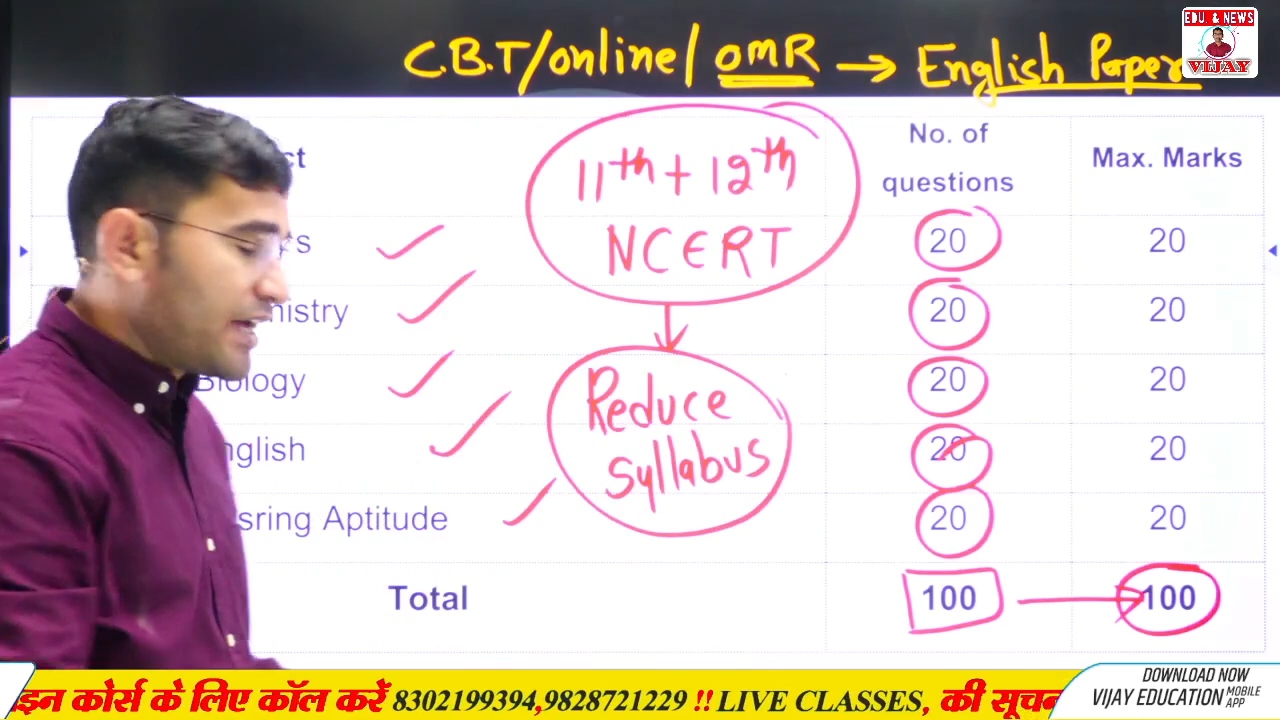 C.B.T/online/OMR → English Paper
EDU. & NEWS
VIJAY
11th + 12th
NCERT
No. of
questions
Max. Marks
20 20
istry 20 20
Biology 20 20
nglish 20 20
sring Aptitude 20 20
Reduce
Syllabus
Total 100 → 100
इन कोर्स के लिए कॉल करें 8302199394,9828721229 !! LIVE CLASSES, की सूचन
DOWNLOAD NOW
VIJAY EDUCATION MOBILE APP